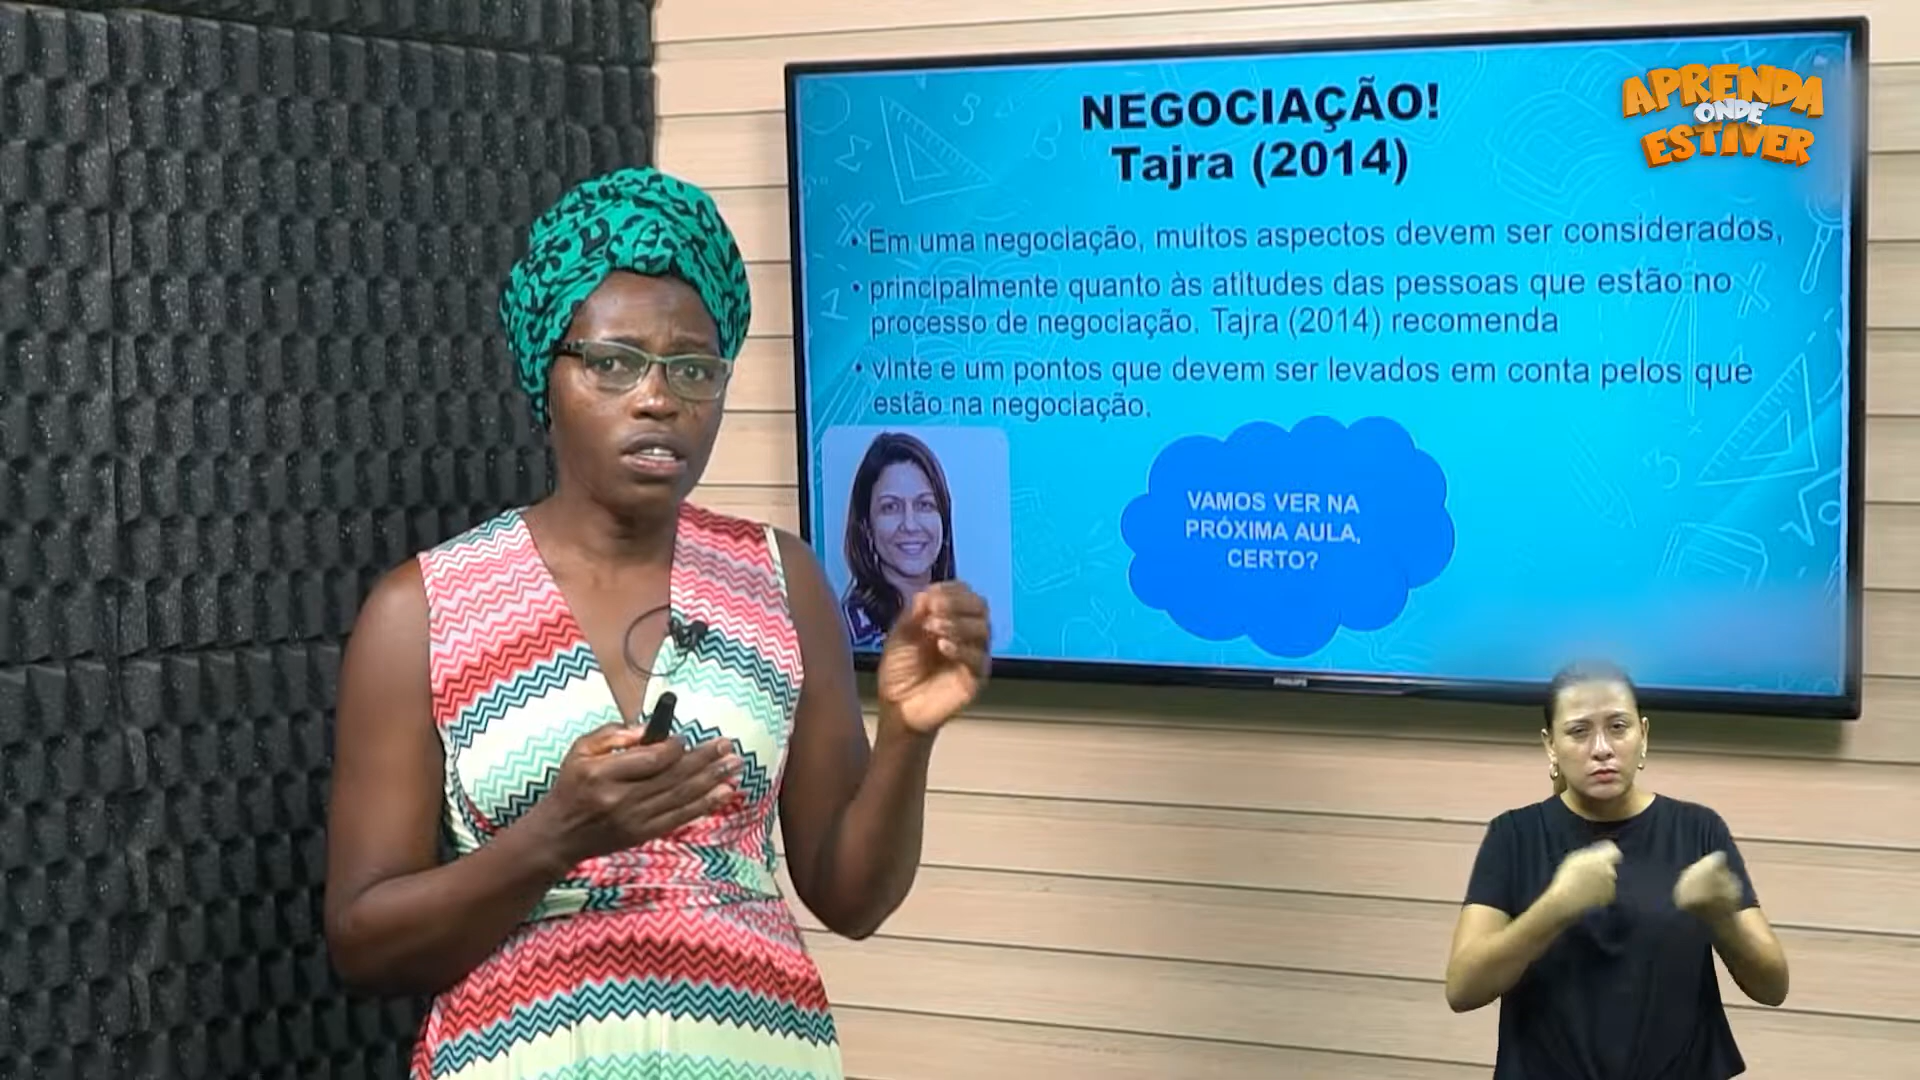 NEGOCIAÇÃO!
Tajra (2014)
APRENDA
ONDE
ESTIVER
• Em uma negociação, muitos aspectos devem ser considerados,
• principalmente quanto às atitudes das pessoas que estão no
processo de negociação. Tajra (2014) recomenda
• vinte e um pontos que devem ser levados em conta pelos que
estão na negociação.
VAMOS VER NA
PRÓXIMA AULA,
CERTO?
PHILIPS